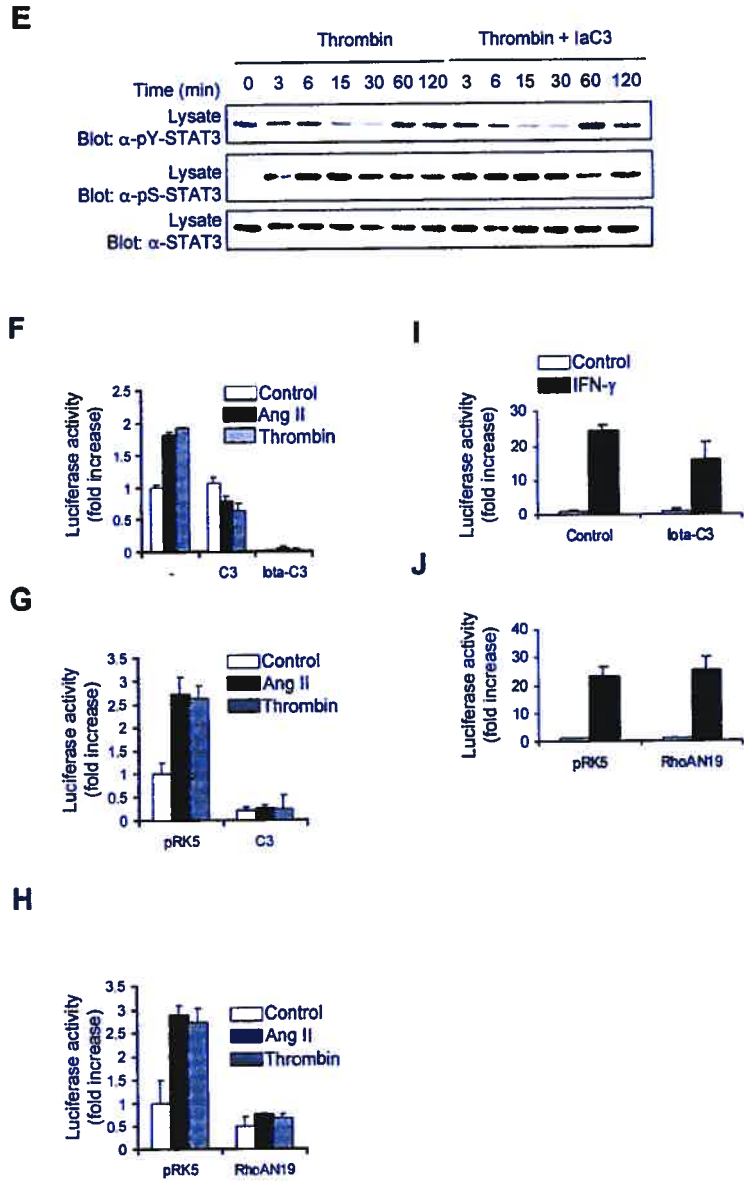 E
Thrombin Thrombin + IaC3
Time (min) 0 3 6 15 30 60 120 3 6 15 30 60 120
Lysate
Blot: α-pY-STAT3
Lysate
Blot: α-pS-STAT3
Lysate
Blot: α-STAT3
F
Control
Ang II
Thrombin
Luciferase activity
(fold increase)
2.5
2
1.5
1
0.5
0
- C3 Iota-C3
G
Control
Ang II
Thrombin
Luciferase activity
(fold increase)
3.5
3
2.5
2
1.5
1
0.5
0
pRK5 C3
H
Control
Ang II
Thrombin
Luciferase activity
(fold increase)
3.5
3
2.5
2
1.5
1
0.5
0
pRK5 RhoAN19
I
Control
IFN-γ
Luciferase activity
(fold increase)
30
20
10
0
Control Iota-C3
J
Luciferase activity
(fold increase)
40
30
20
10
0
pRK5 RhoAN19